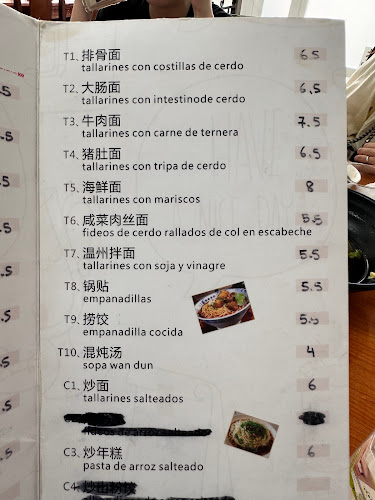 T1. 排骨面 6.5
tallarines con costillas de cerdo
T2. 大肠面 6.5
tallarines con intestinode cerdo
T3. 牛肉面 7.5
tallarines con carne de ternera
T4. 猪肚面 6.5
tallarines con tripa de cerdo
T5. 海鲜面 8
tallarines con mariscos
T6. 咸菜肉丝面 5.5
fideos de cerdo rallados de col en escabeche
T7. 温州拌面 5.5
tallarines con soja y vinagre
T8. 锅贴 5.5
empanadillas
T9. 捞饺 5.5
empanadilla cocida
T10. 混炖汤 4
sopa wan dun
C1. 炒面 6
tallarines salteados
C3. 炒年糕 6
pasta de arroz salteado
C4.